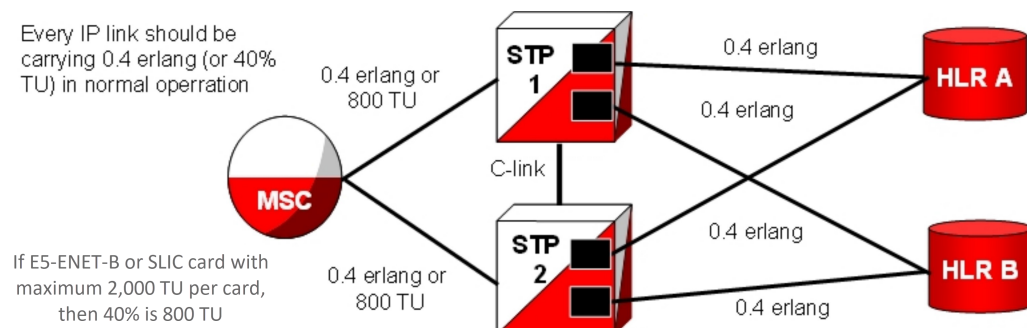 Every IP link should be
carrying 0.4 erlang (or 40%
TU) in normal operration
0.4 erlang or
800 TU
STP
1
0.4 erlang
0.4 erlang
HLR A
C-link
MSC
STP
2
0.4 erlang
0.4 erlang
HLR B
0.4 erlang or
800 TU
If E5-ENET-B or SLIC card with
maximum 2,000 TU per card,
then 40% is 800 TU